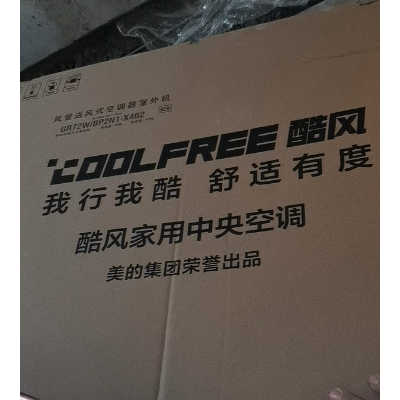 风管送风式空调器室外机
GR72W/BP2N1-X402
COOLFREE 酷风
我行我酷 舒适有度
酷风家用中央空调
美的集团荣誉出品